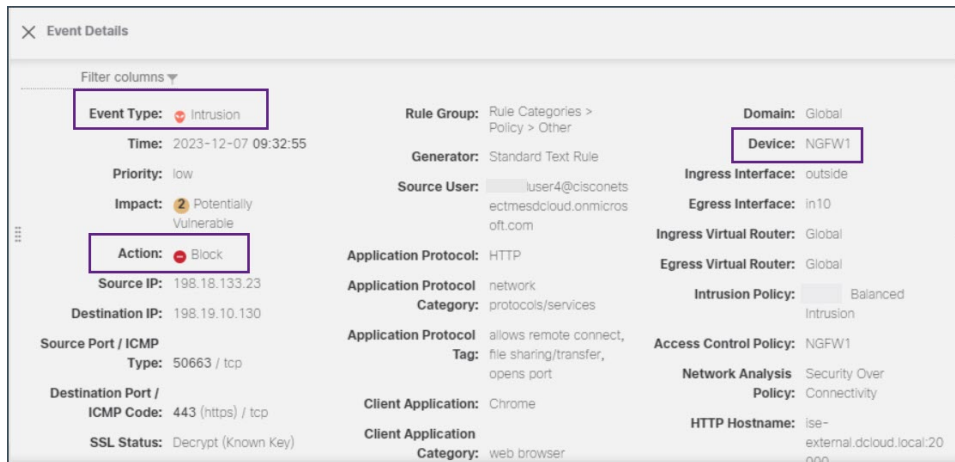 Event Details
Filter columns
Event Type: Intrusion
Time: 2023-12-07 09:32:55
Priority: low
Impact: 2 Potentially
Vulnerable
Action: Block
Source IP: 198.18.133.23
Destination IP: 198.19.10.130
Source Port / ICMP
Type: 50663 / tcp
Destination Port /
ICMP Code: 443 (https) / tcp
SSL Status: Decrypt (Known Key)
Rule Group: Rule Categories >
Policy > Other
Generator: Standard Text Rule
Source User: user4@cisconets
ectmesdcloud.onmicros
oft.com
Application Protocol: HTTP
Application Protocol network
Category: protocols/services
Application Protocol allows remote connect,
Tag: file sharing/transfer,
opens port
Client Application: Chrome
Client Application
Category: web browser
Domain: Global
Device: NGFW1
Ingress Interface: outside
Egress Interface: in10
Ingress Virtual Router: Global
Egress Virtual Router: Global
Intrusion Policy: Balanced
Intrusion
Access Control Policy: NGFW1
Network Analysis Security Over
Policy: Connectivity
HTTP Hostname: ise-
external.dcloud.local:20
000